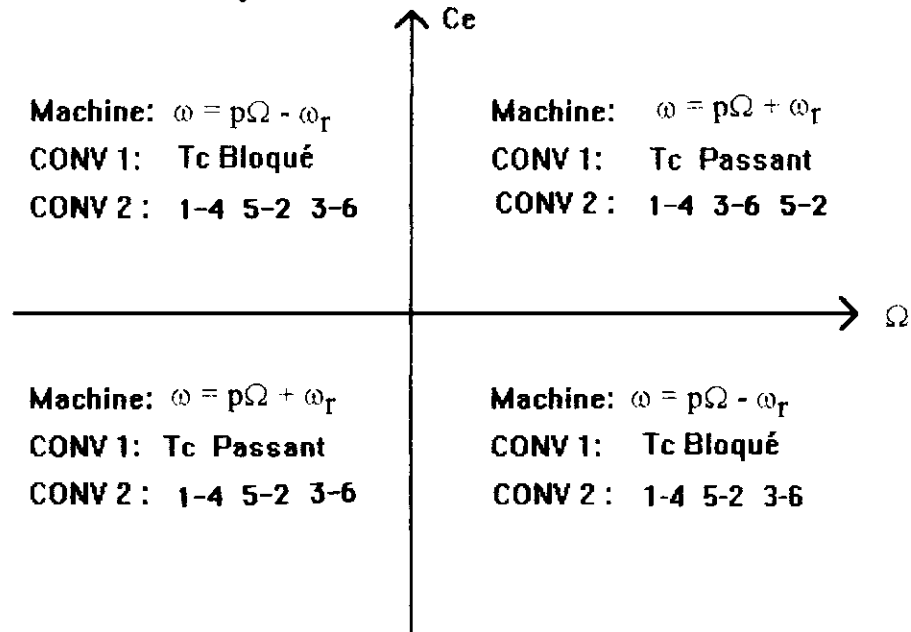 Ce
Machine: ω = pΩ - ωr
CONV 1: Tc Bloqué
CONV 2 : 1-4 5-2 3-6
Machine: ω = pΩ + ωr
CONV 1: Tc Passant
CONV 2 : 1-4 3-6 5-2
Ω
Machine: ω = pΩ + ωr
CONV 1: Tc Passant
CONV 2 : 1-4 5-2 3-6
Machine: ω = pΩ - ωr
CONV 1: Tc Bloqué
CONV 2 : 1-4 5-2 3-6